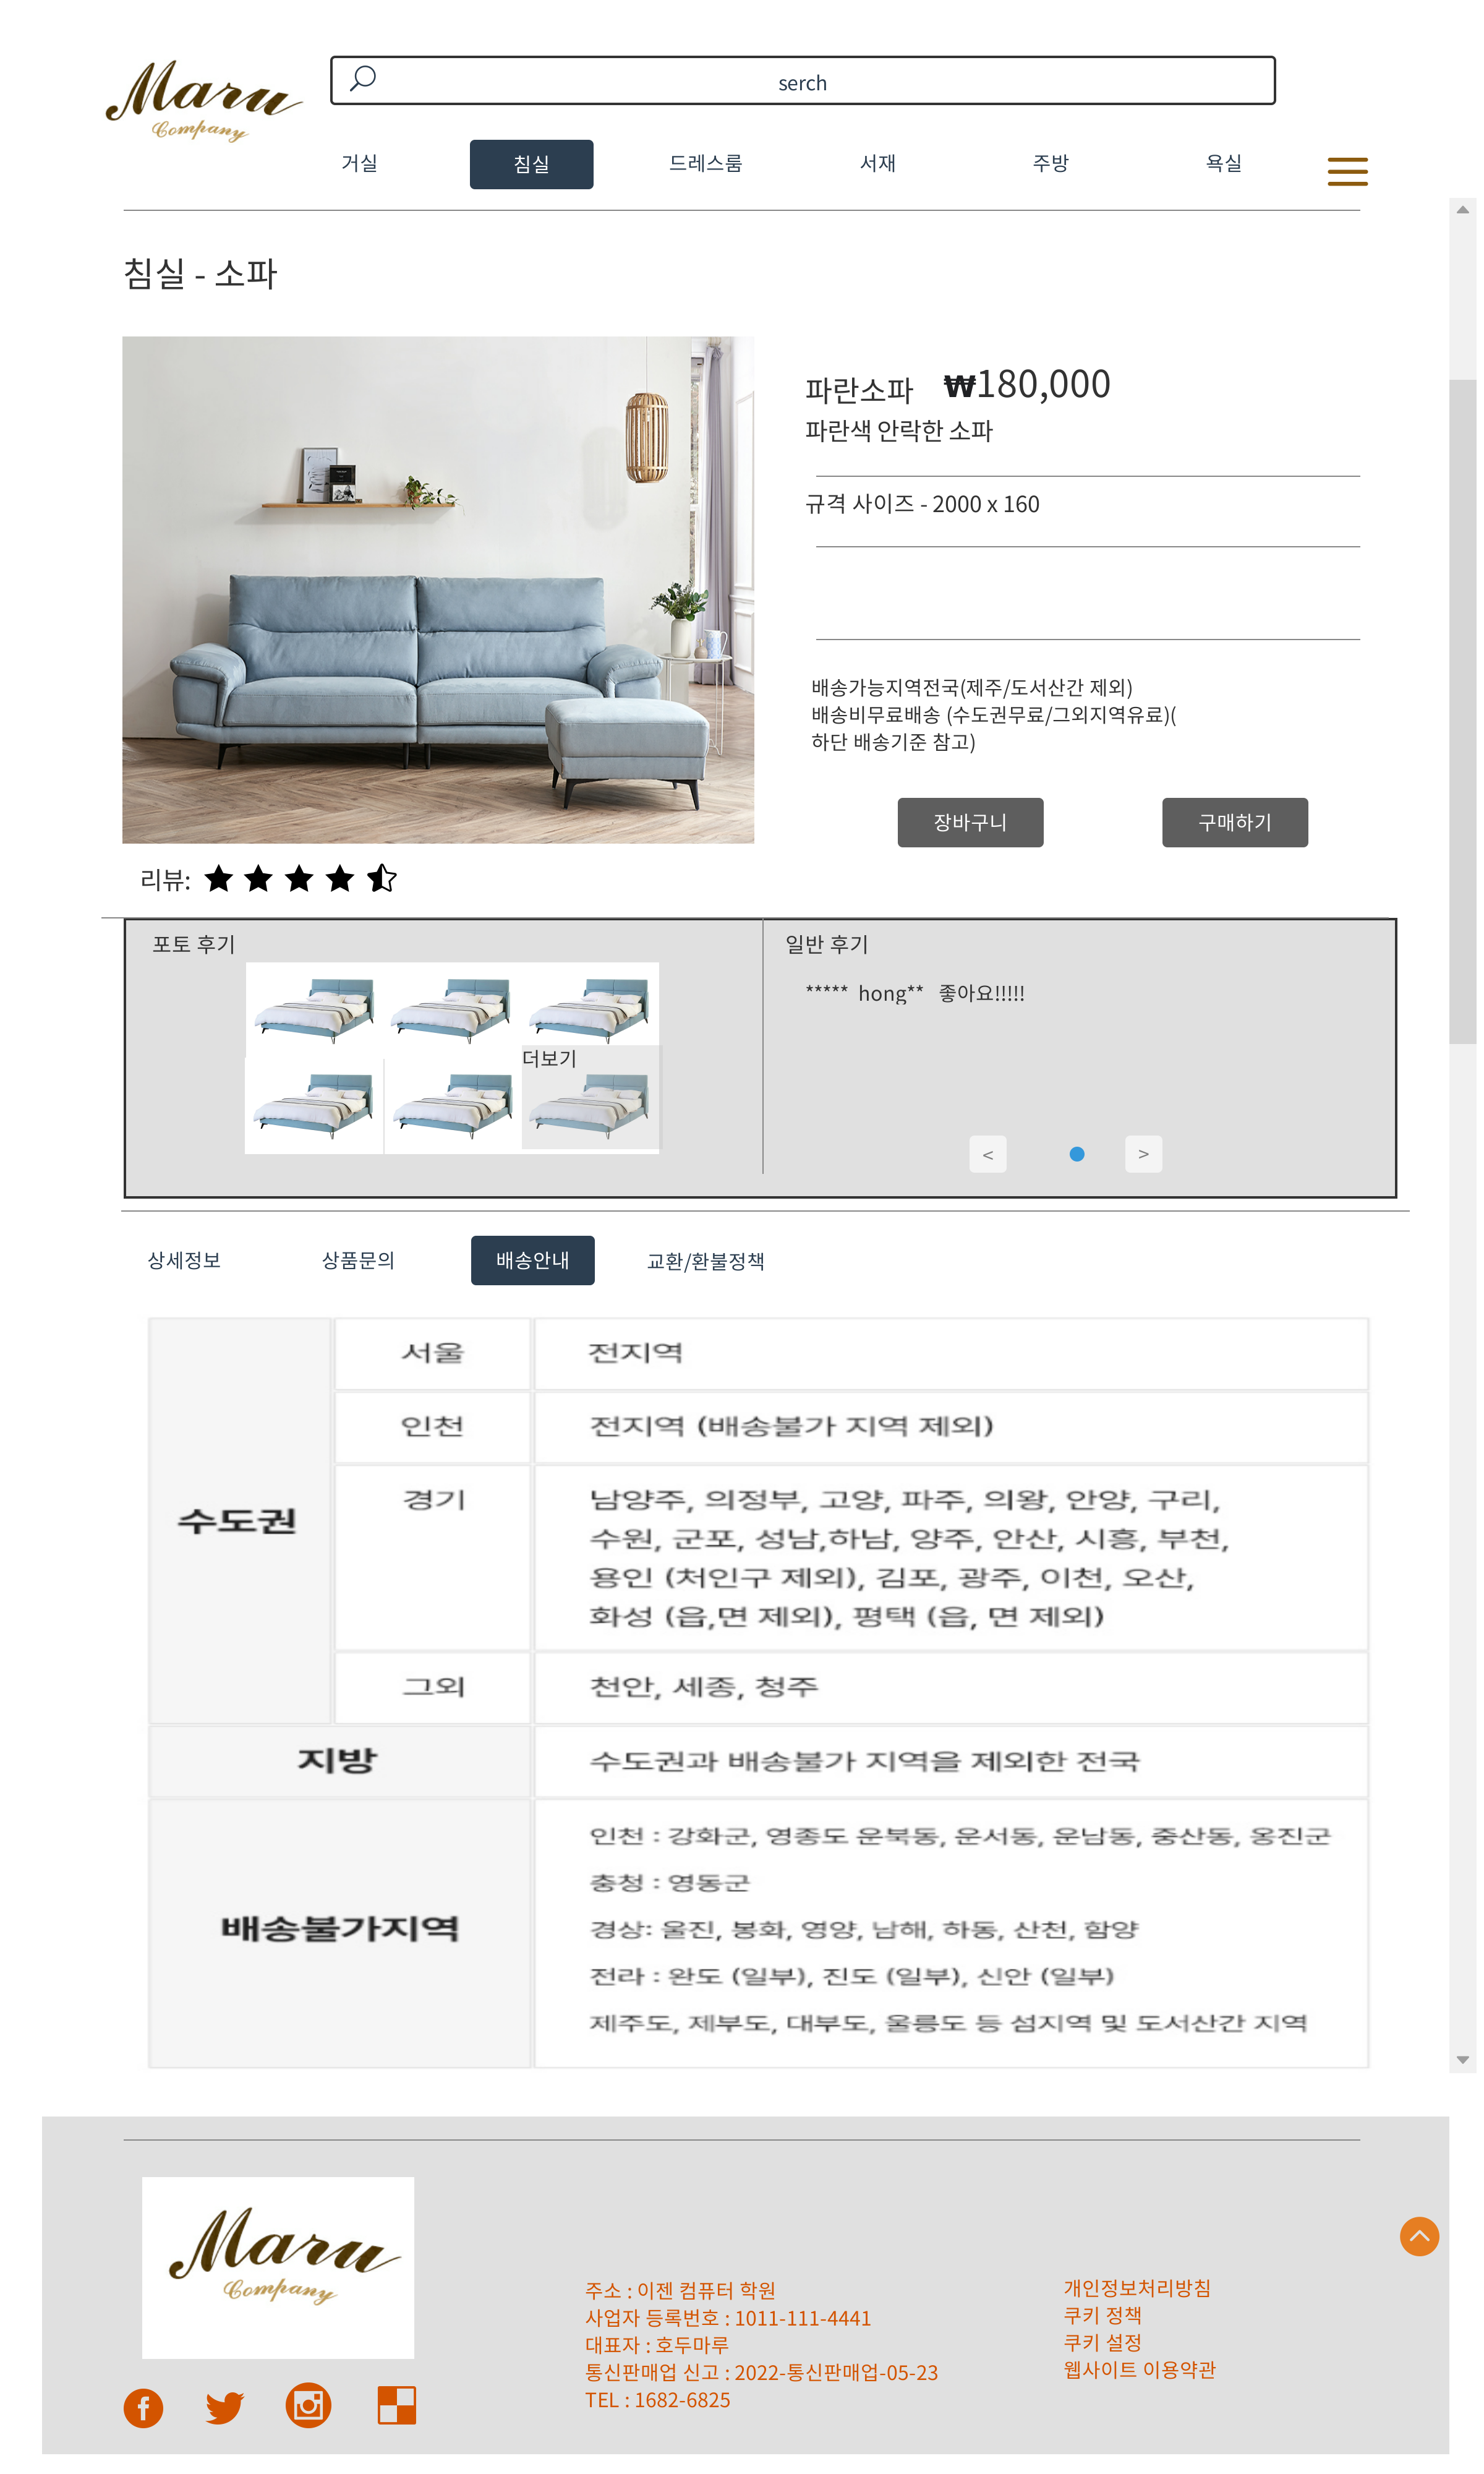 Maru
Company
serch
거실
침실
드레스룸
서재
주방
욕실
침실 - 소파
파란소파 ₩180,000
파란색 안락한 소파
규격 사이즈 - 2000 x 160
배송가능지역전국(제주/도서산간 제외)
배송비무료배송 (수도권무료/그외지역유료)(
하단 배송기준 참고)
장바구니
구매하기
리뷰:
포토 후기
더보기
일반 후기
***** hong** 좋아요!!!!!
< >
상세정보
상품문의
배송안내
교환/환불정책
수도권
서울
전지역
인천
전지역 (배송불가 지역 제외)
경기
남양주, 의정부, 고양, 파주, 의왕, 안양, 구리,
수원, 군포, 성남,하남, 양주, 안산, 시흥, 부천,
용인 (처인구 제외), 김포, 광주, 이천, 오산,
화성 (읍,면 제외), 평택 (읍, 면 제외)
그외
천안, 세종, 청주
지방
수도권과 배송불가 지역을 제외한 전국
배송불가지역
인천 : 강화군, 영종도 운북동, 운서동, 운남동, 중산동, 옹진군
충청 : 영동군
경상: 울진, 봉화, 영양, 남해, 하동, 산천, 함양
전라 : 완도 (일부), 진도 (일부), 신안 (일부)
제주도, 제부도, 대부도, 울릉도 등 섬지역 및 도서산간 지역
Maru
Company
주소 : 이젠 컴퓨터 학원
사업자 등록번호 : 1011-111-4441
대표자 : 호두마루
통신판매업 신고 : 2022-통신판매업-05-23
TEL : 1682-6825
개인정보처리방침
쿠키 정책
쿠키 설정
웹사이트 이용약관